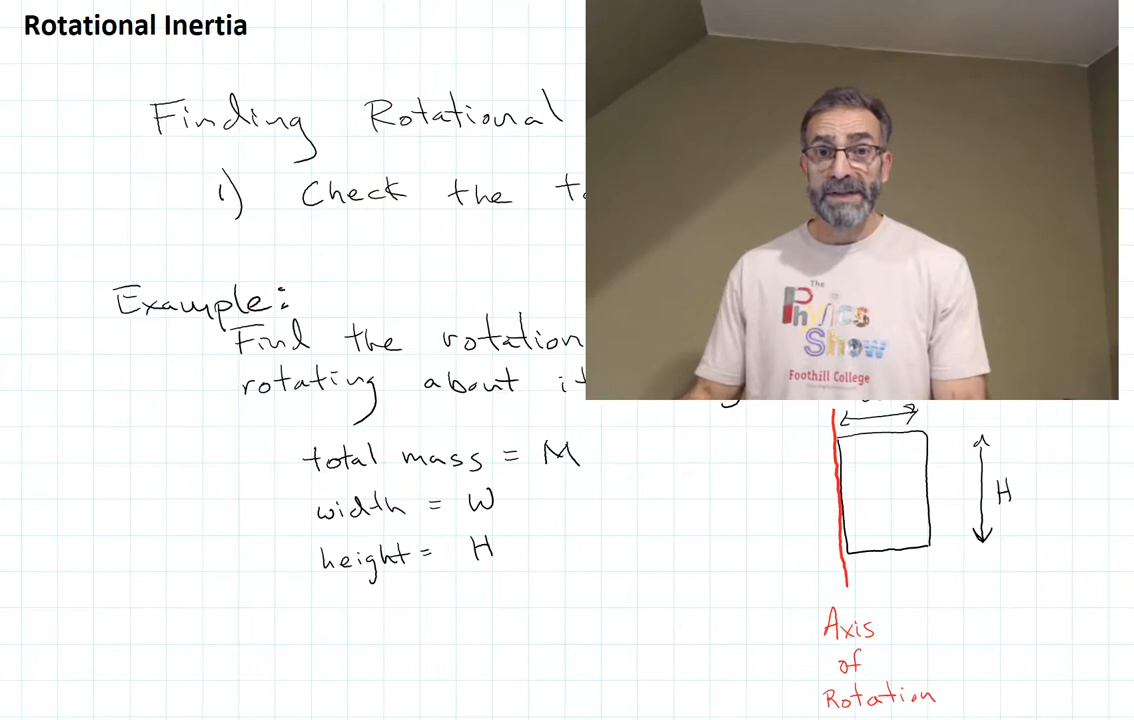 Rotational Inertia
Finding Rotational
1) Check the
Example:
Find the rotation
rotating about
total mass = M
width = W
height = H
The
Physics
Show
Foothill College
H
Axis
of
Rotation